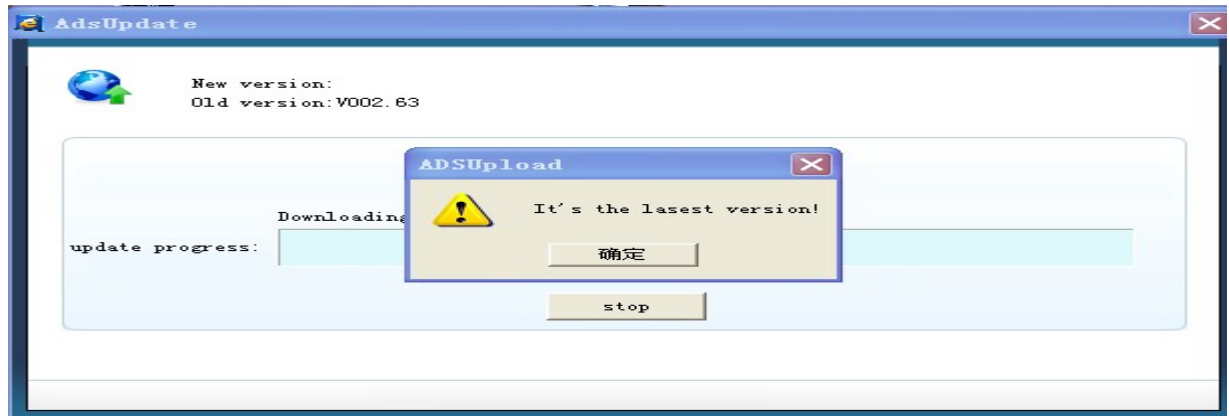 AdsUpdate
New version:
Old version:V002.63
ADSUpload
It's the lasest version!
Downloading
update progress:
确定
stop